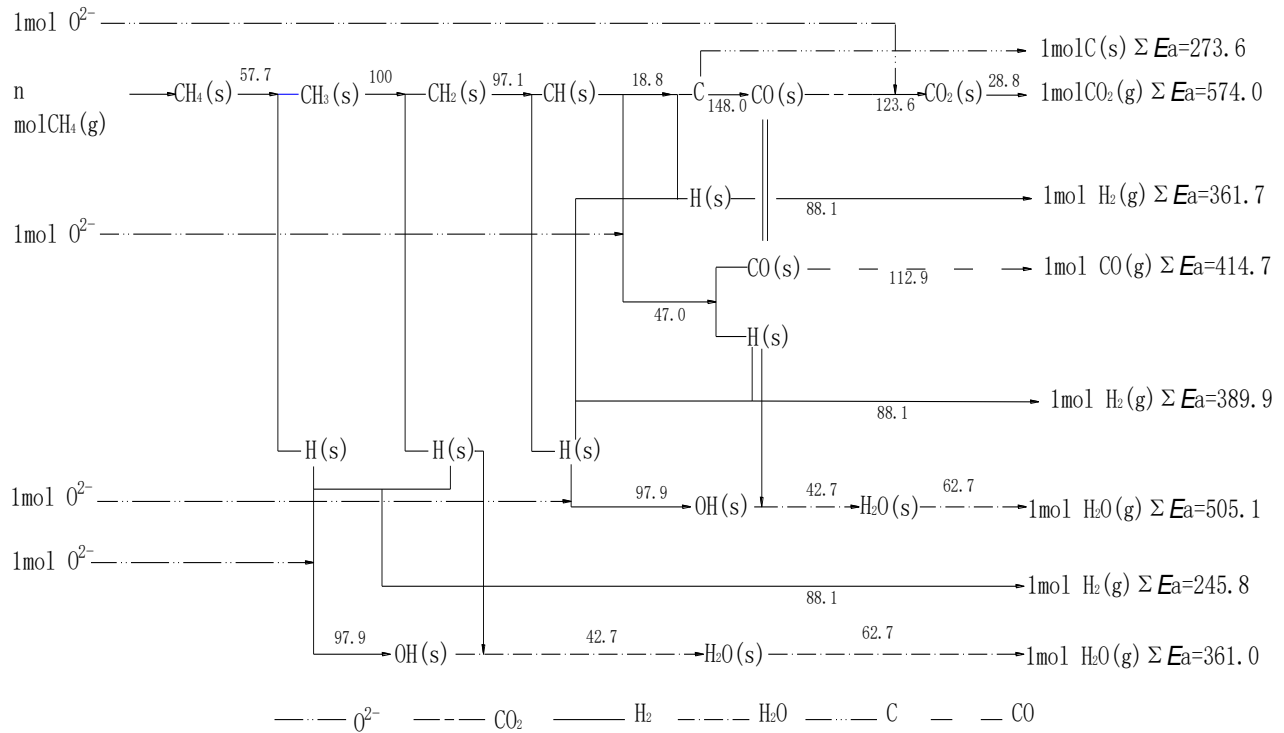 1mol O²⁻
1molC(s) ΣEa=273.6
57.7 100 97.1 18.8 28.8
n CH₄(s) CH₃(s) CH₂(s) CH(s) C CO(s) CO₂(s) 1molCO₂(g) ΣEa=574.0
148.0 123.6
molCH₄(g)
H(s) 1mol H₂(g) ΣEa=361.7
88.1
1mol O²⁻
CO(s) 1mol CO(g) ΣEa=414.7
112.9
47.0
H(s)
1mol H₂(g) ΣEa=389.9
88.1
H(s) H(s) H(s)
97.9 42.7 62.7
1mol O²⁻ OH(s) H₂O(s) 1mol H₂O(g) ΣEa=505.1
1mol O²⁻
1mol H₂(g) ΣEa=245.8
88.1
97.9 42.7 62.7
OH(s) H₂O(s) 1mol H₂O(g) ΣEa=361.0
O²⁻ CO₂ H₂ H₂O C CO